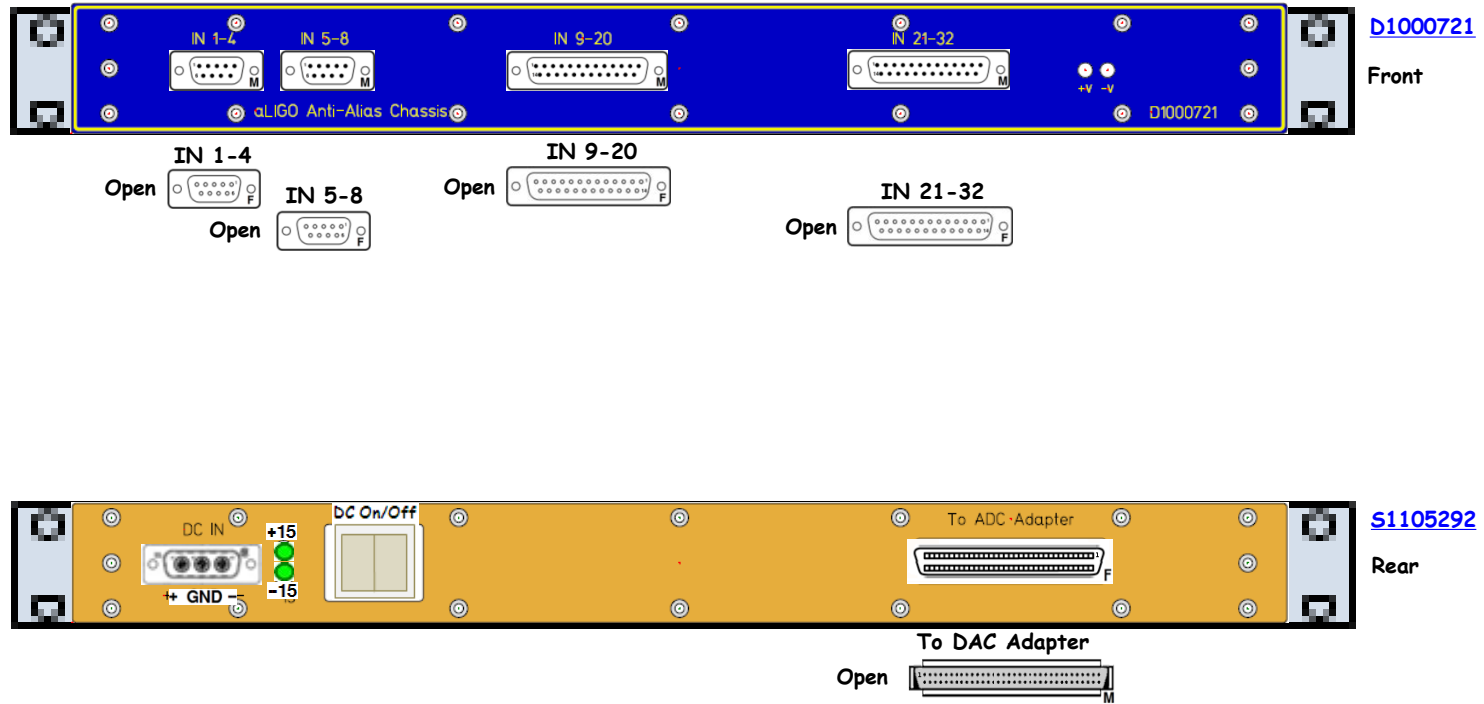 IN 1-4
IN 5-8
IN 9-20
IN 21-32
M
M
M
M
+V -V
aLIGO Anti-Alias Chassis
D1000721
D1000721
Front
IN 1-4
Open
F
IN 5-8
Open
F
IN 9-20
Open
F
IN 21-32
Open
F
DC IN
+15
-15
DC On/Off
+ GND -
To ADC Adapter
1
F
S1105292
Rear
To DAC Adapter
Open
1
M